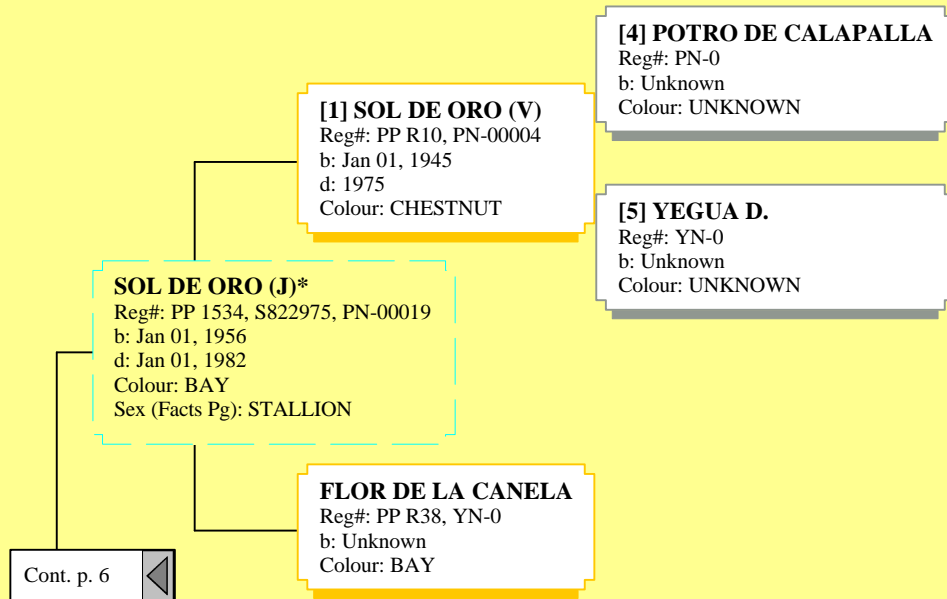 [4] POTRO DE CALAPALLA
Reg#: PN-0
b: Unknown
Colour: UNKNOWN
[1] SOL DE ORO (V)
Reg#: PP R10, PN-00004
b: Jan 01, 1945
d: 1975
Colour: CHESTNUT
[5] YEGUA D.
Reg#: YN-0
b: Unknown
Colour: UNKNOWN
SOL DE ORO (J)*
Reg#: PP 1534, S822975, PN-00019
b: Jan 01, 1956
d: Jan 01, 1982
Colour: BAY
Sex (Facts Pg): STALLION
FLOR DE LA CANELA
Reg#: PP R38, YN-0
b: Unknown
Colour: BAY
Cont. p. 6